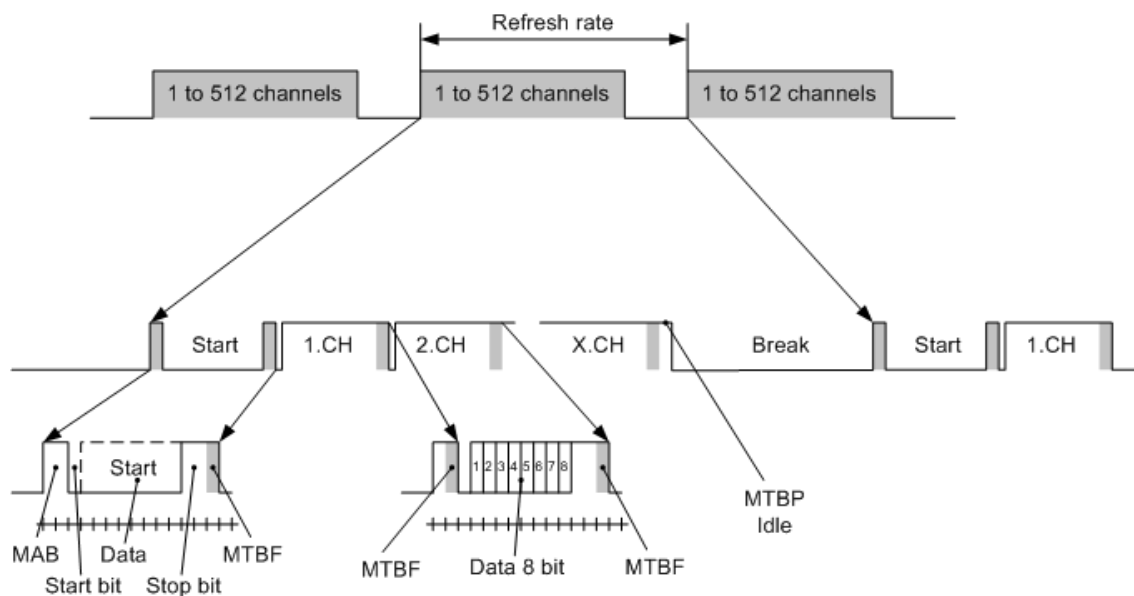 Refresh rate
1 to 512 channels
1 to 512 channels
1 to 512 channels
Start
1.CH
2.CH
X.CH
Break
Start
1.CH
Start
1 2 3 4 5 6 7 8
MTBP
Idle
MAB
Data
MTBF
Start bit
Stop bit
MTBF
Data 8 bit
MTBF